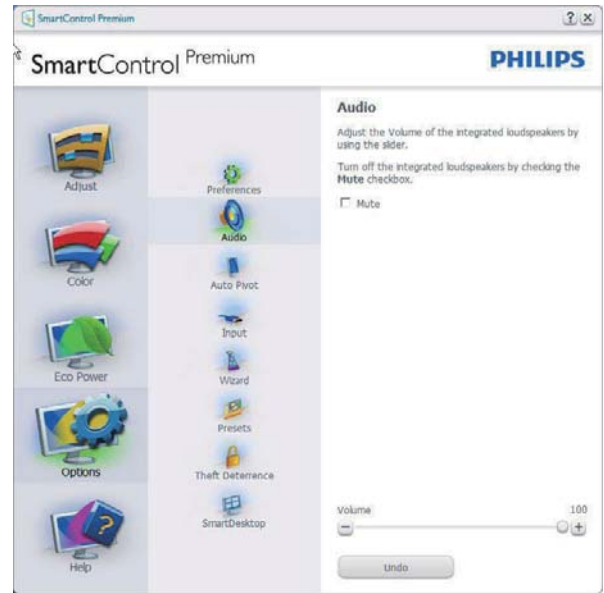 SmartControl Premium
? X
SmartControl Premium
PHILIPS
Adjust
Color
Eco Power
Options
Help
Preferences
Audio
Auto Pivot
Input
Wizard
Presets
Theft Deterrence
SmartDesktop
Audio
Adjust the Volume of the integrated loudspeakers by
using the slider.
Turn off the integrated loudspeakers by checking the
Mute checkbox.
Mute
Volume 100
- +
Undo